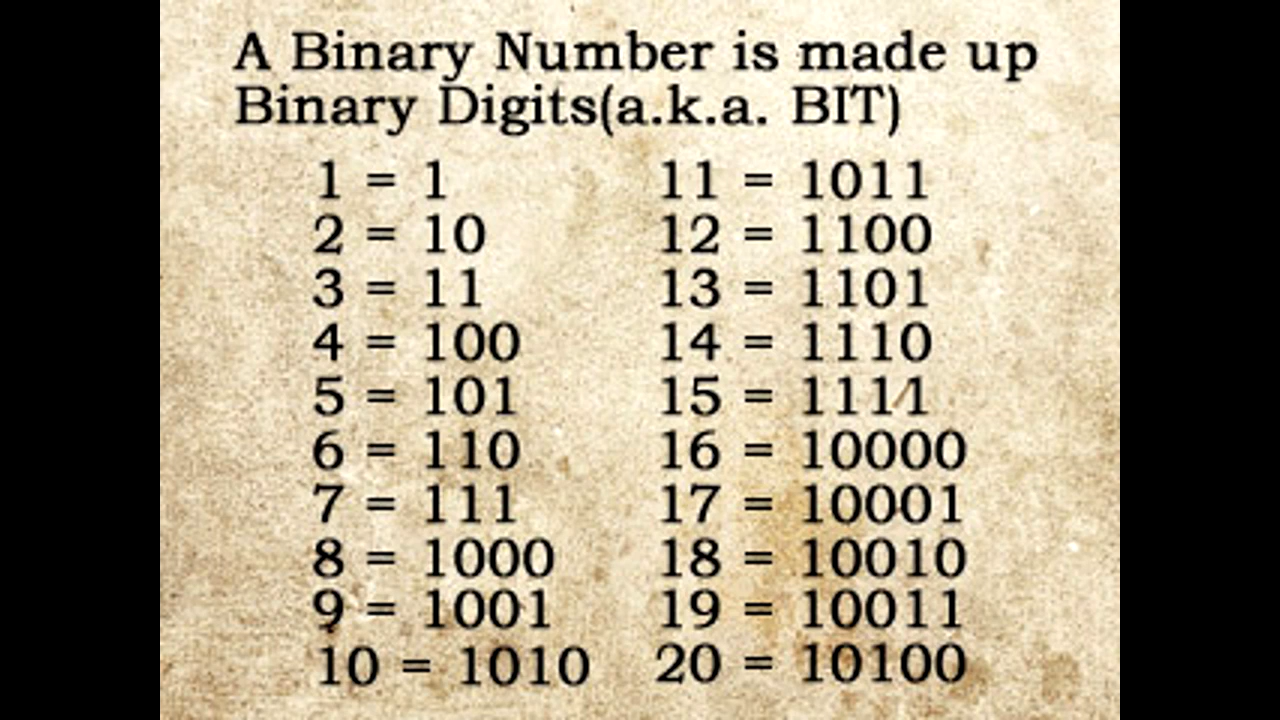 A Binary Number is made up
Binary Digits(a.k.a. BIT)
1 = 1
2 = 10
3 = 11
4 = 100
5 = 101
6 = 110
7 = 111
8 = 1000
9 = 1001
10 = 1010
11 = 1011
12 = 1100
13 = 1101
14 = 1110
15 = 1111
16 = 10000
17 = 10001
18 = 10010
19 = 10011
20 = 10100